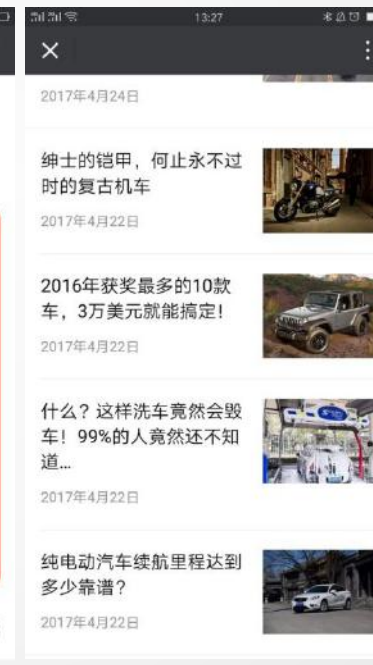 13:27
2017年4月24日
绅士的铠甲，何止永不过
时的复古机车
2017年4月22日
2016年获奖最多的10款
车，3万美元就能搞定！
2017年4月22日
什么？这样洗车竟然会毁
车！99%的人竟然还不知
道...
2017年4月22日
纯电动汽车续航里程达到
多少靠谱？
2017年4月22日